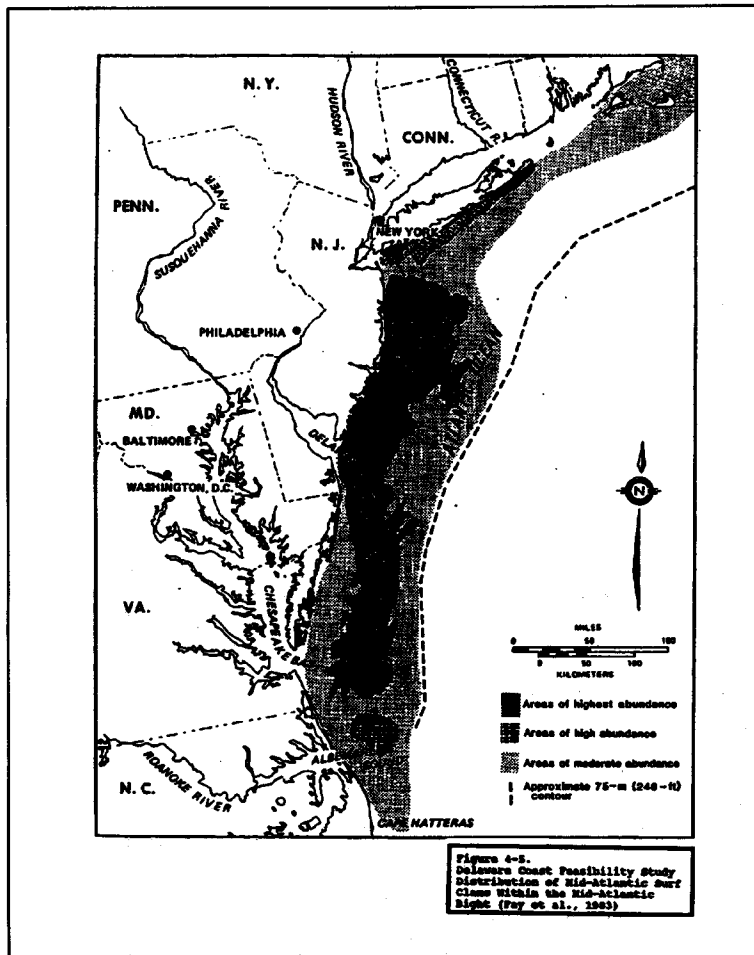 N.Y.
HUDSON RIVER
CONNECTICUT R.
CONN.
PENN.
SUSQUEHANNA RIVER
N.J.
NEW YORK
PHILADELPHIA
MD.
BALTIMORE
WASHINGTON, D.C.
DELA
VA.
CHESAPEAKE B
N
MILES
0 50 100
0 50 100
KILOMETERS
Areas of highest abundance
Areas of high abundance
Areas of moderate abundance
Approximate 75-m (246-ft)
contour
ROANOKE RIVER
ALB
N.C.
CAPE HATTERAS
Figure 4-5.
Delaware Coast Feasibility Study
Distribution of Mid-Atlantic Surf
Clams Within the Mid-Atlantic
Bight (Fay et al., 1983)